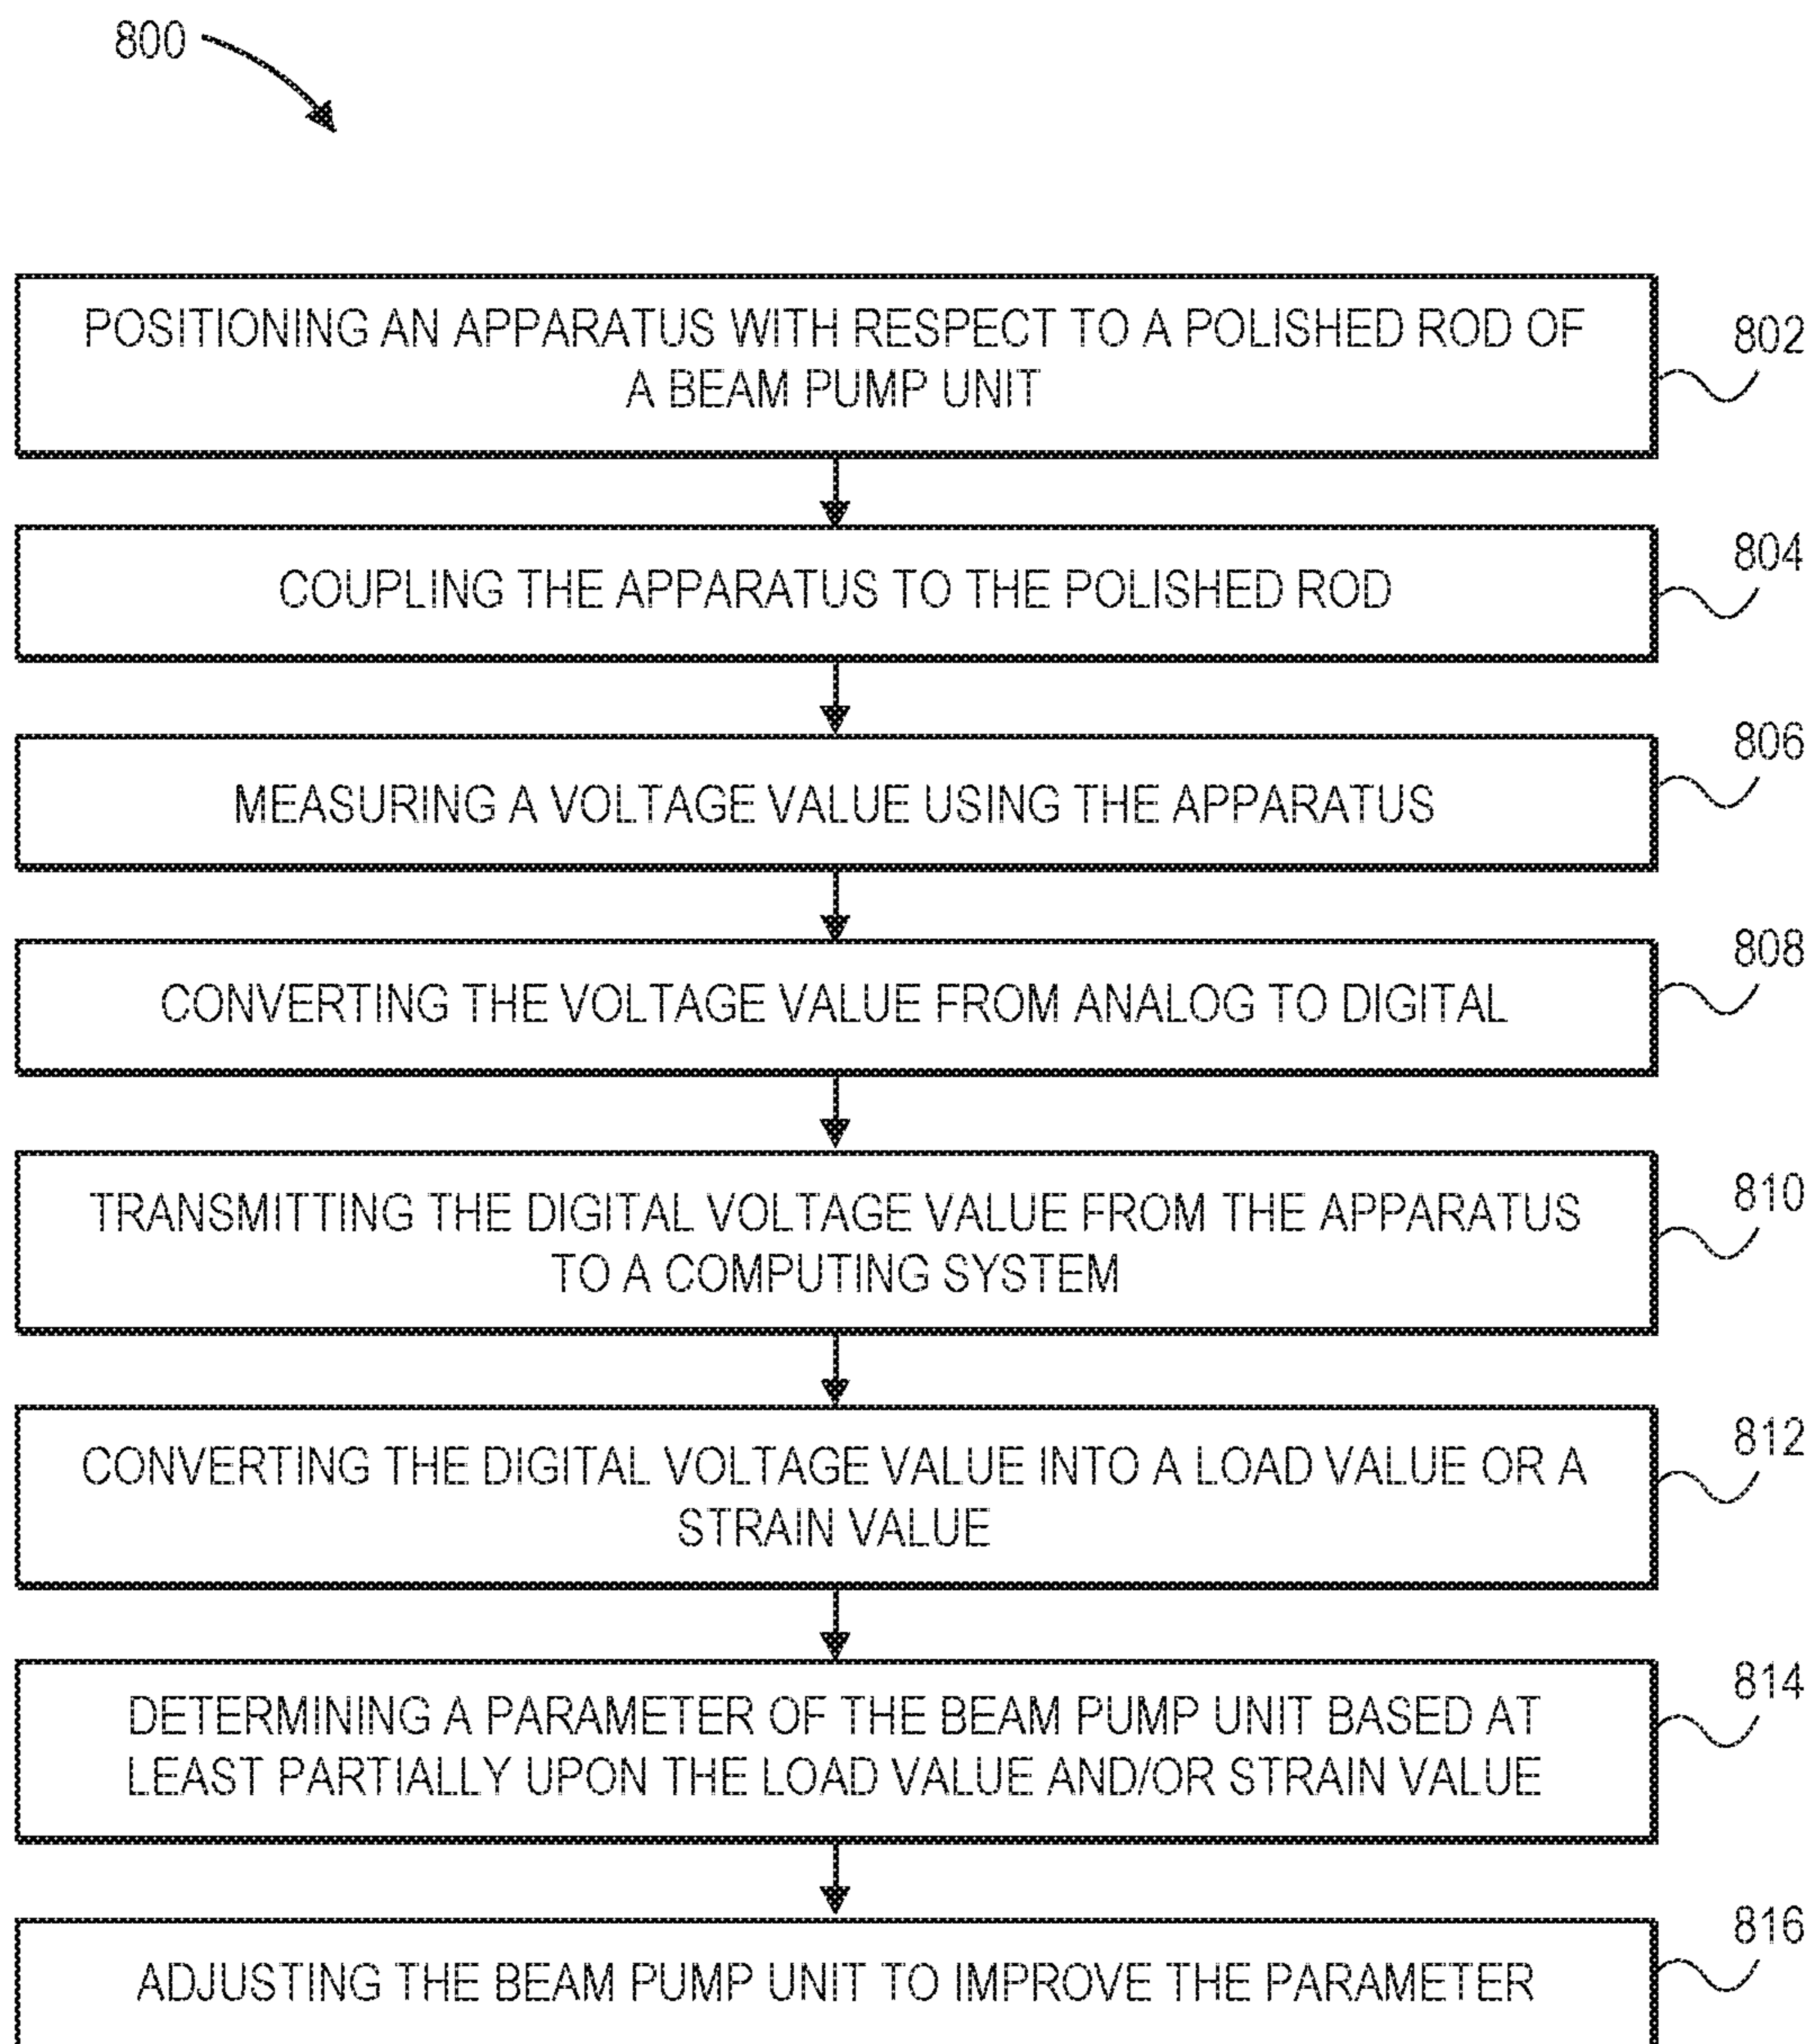 800
POSITIONING AN APPARATUS WITH RESPECT TO A POLISHED ROD OF
A BEAM PUMP UNIT
802
COUPLING THE APPARATUS TO THE POLISHED ROD
804
MEASURING A VOLTAGE VALUE USING THE APPARATUS
806
CONVERTING THE VOLTAGE VALUE FROM ANALOG TO DIGITAL
808
TRANSMITTING THE DIGITAL VOLTAGE VALUE FROM THE APPARATUS
TO A COMPUTING SYSTEM
810
CONVERTING THE DIGITAL VOLTAGE VALUE INTO A LOAD VALUE OR A
STRAIN VALUE
812
DETERMINING A PARAMETER OF THE BEAM PUMP UNIT BASED AT
LEAST PARTIALLY UPON THE LOAD VALUE AND/OR STRAIN VALUE
814
ADJUSTING THE BEAM PUMP UNIT TO IMPROVE THE PARAMETER
816